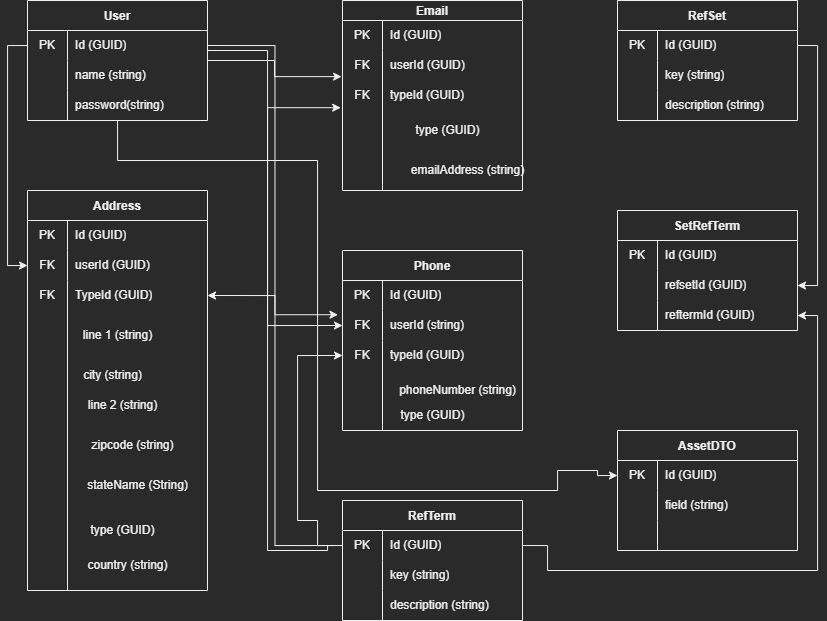 User
PK Id (GUID)
name (string)
password(string)
Email
PK Id (GUID)
FK userId (GUID)
FK typeId (GUID)
type (GUID)
emailAddress (string)
RefSet
PK Id (GUID)
key (string)
description (string)
Address
PK Id (GUID)
FK userId (GUID)
FK TypeId (GUID)
line 1 (string)
city (string)
line 2 (string)
zipcode (string)
stateName (String)
type (GUID)
country (string)
Phone
PK Id (GUID)
FK userId (string)
FK typeId (GUID)
phoneNumber (string)
type (GUID)
SetRefTerm
PK Id (GUID)
refsetId (GUID)
reftermId (GUID)
AssetDTO
PK Id (GUID)
field (string)
RefTerm
PK Id (GUID)
key (string)
description (string)